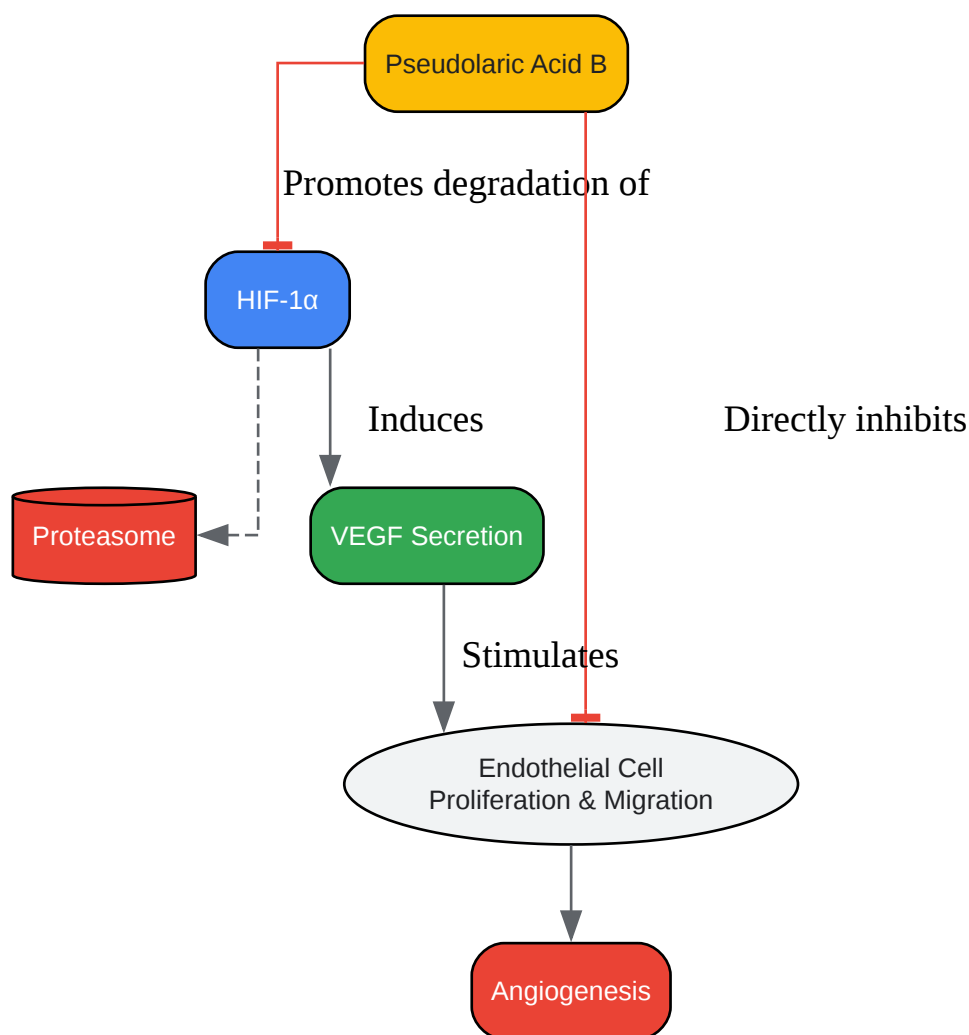 Pseudolaric Acid B
Promotes degradation of
HIF-1α
Induces
Directly inhibits
Proteasome
VEGF Secretion
Stimulates
Endothelial Cell
Proliferation & Migration
Angiogenesis